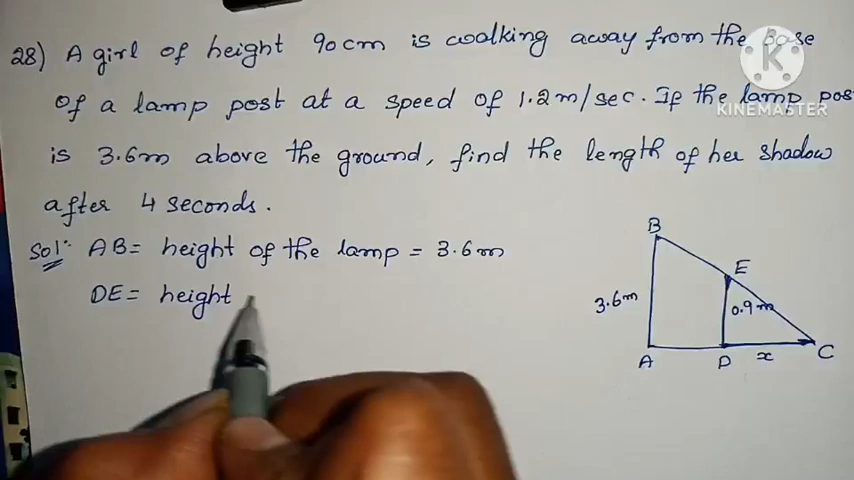 28) A girl of height 90cm is walking away from the base
of a lamp post at a speed of 1.2m/sec. If the lamp pos
is 3.6m above the ground, find the length of her shadow
after 4 seconds.
Sol: AB = height of the lamp = 3.6m
DE = height
B
E
3.6m
0.9m
A
D
x
C
K
KINEMASTER